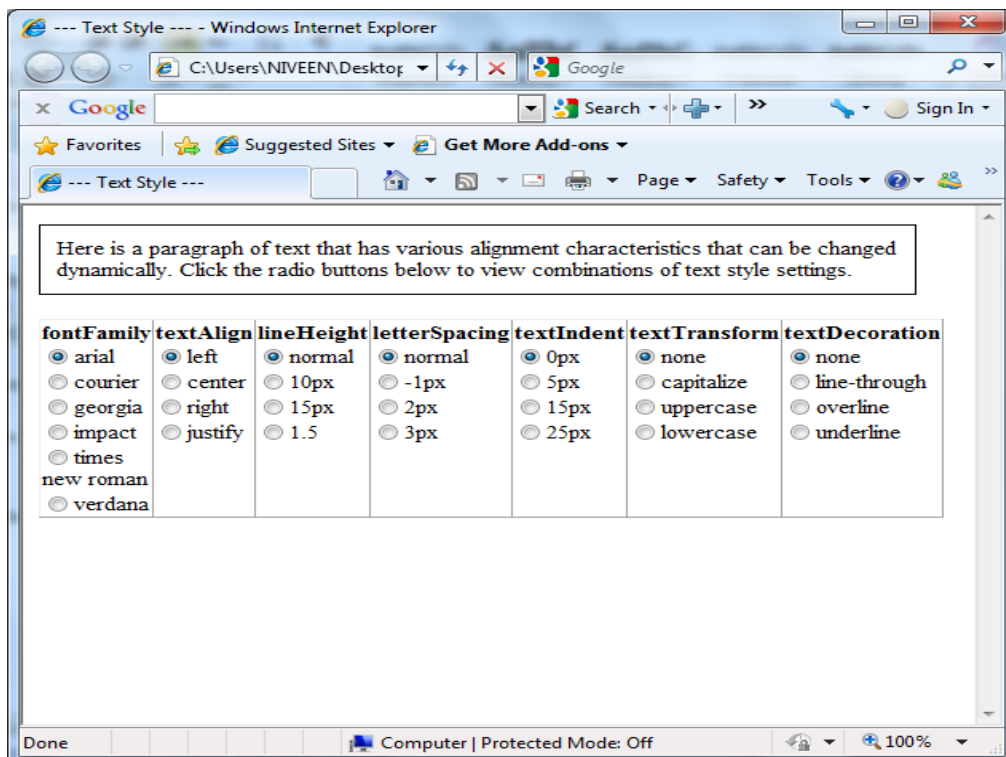 --- Text Style --- - Windows Internet Explorer
C:\Users\NIVEEN\Desktop Google
x Google Search Sign In
Favorites Suggested Sites Get More Add-ons
--- Text Style --- Page Safety Tools
Here is a paragraph of text that has various alignment characteristics that can be changed
dynamically. Click the radio buttons below to view combinations of text style settings.
fontFamily textAlign lineHeight letterSpacing textIndent textTransform textDecoration
arial left normal normal 0px none none
courier center 10px -1px 5px capitalize line-through
georgia right 15px 2px 15px uppercase overline
impact justify 1.5 3px 25px lowercase underline
times
new roman
verdana
Done Computer | Protected Mode: Off 100%